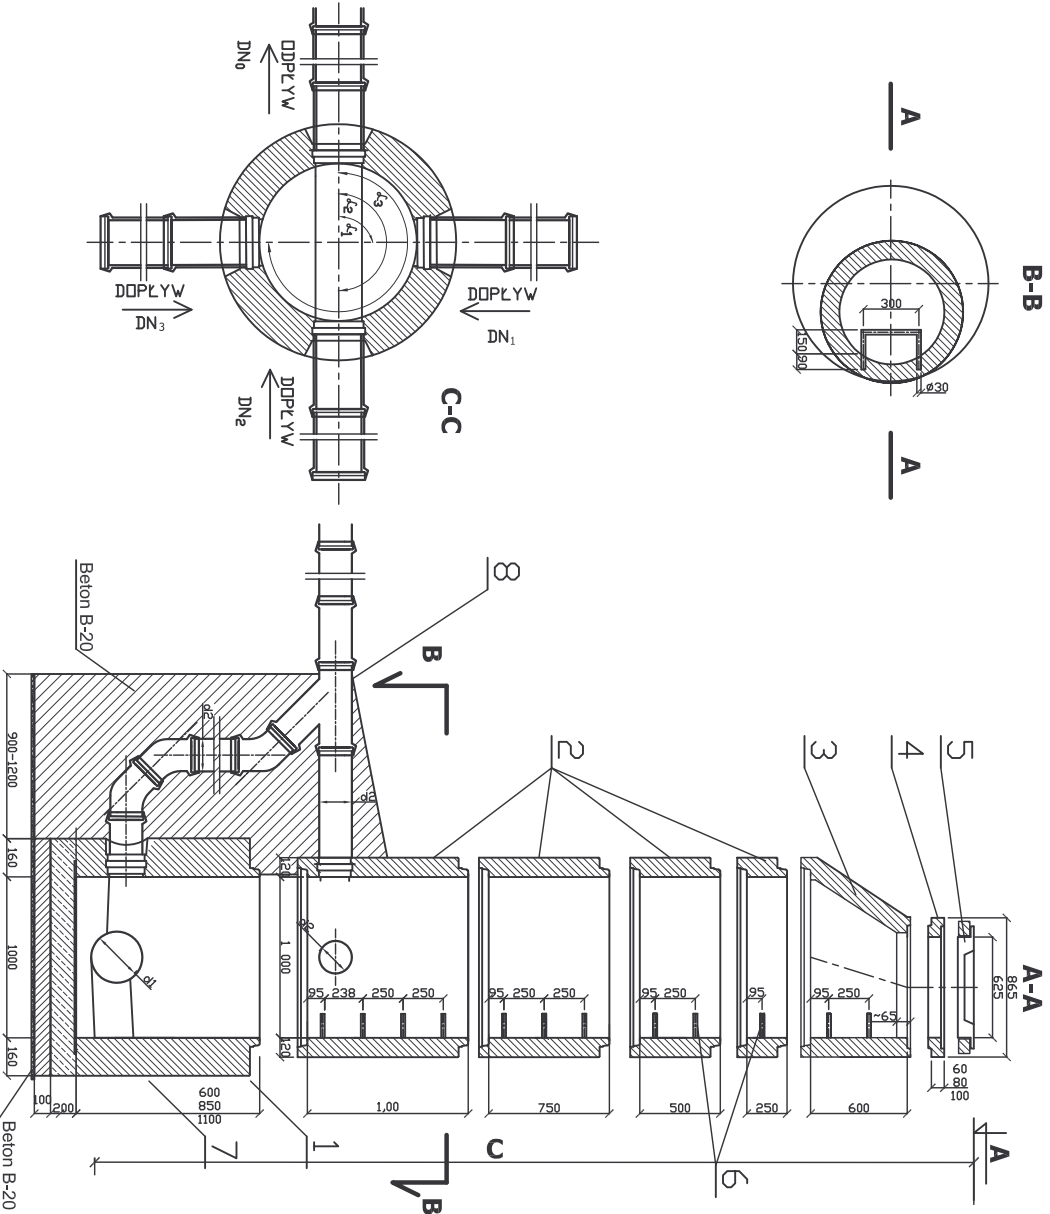 A
A
B-B
300
150
90
ø30
ODPŁYW
DN₀
DOPŁYW
DN₃
DOPŁYW
DN₁
DOPŁYW
DN₂
C-C
A-A
865
625
5
4
3
2
8
B
Beton B-20
d2
d2
d2
d1
900-1200
160
1000
160
120
1 000
120
95 238 250 250
95 250 250
95 250
95
95 250
~65
60
80
100
100
200
600
850
1100
1,00
750
500
250
600
7
1
6
C
A
B
Beton B-20